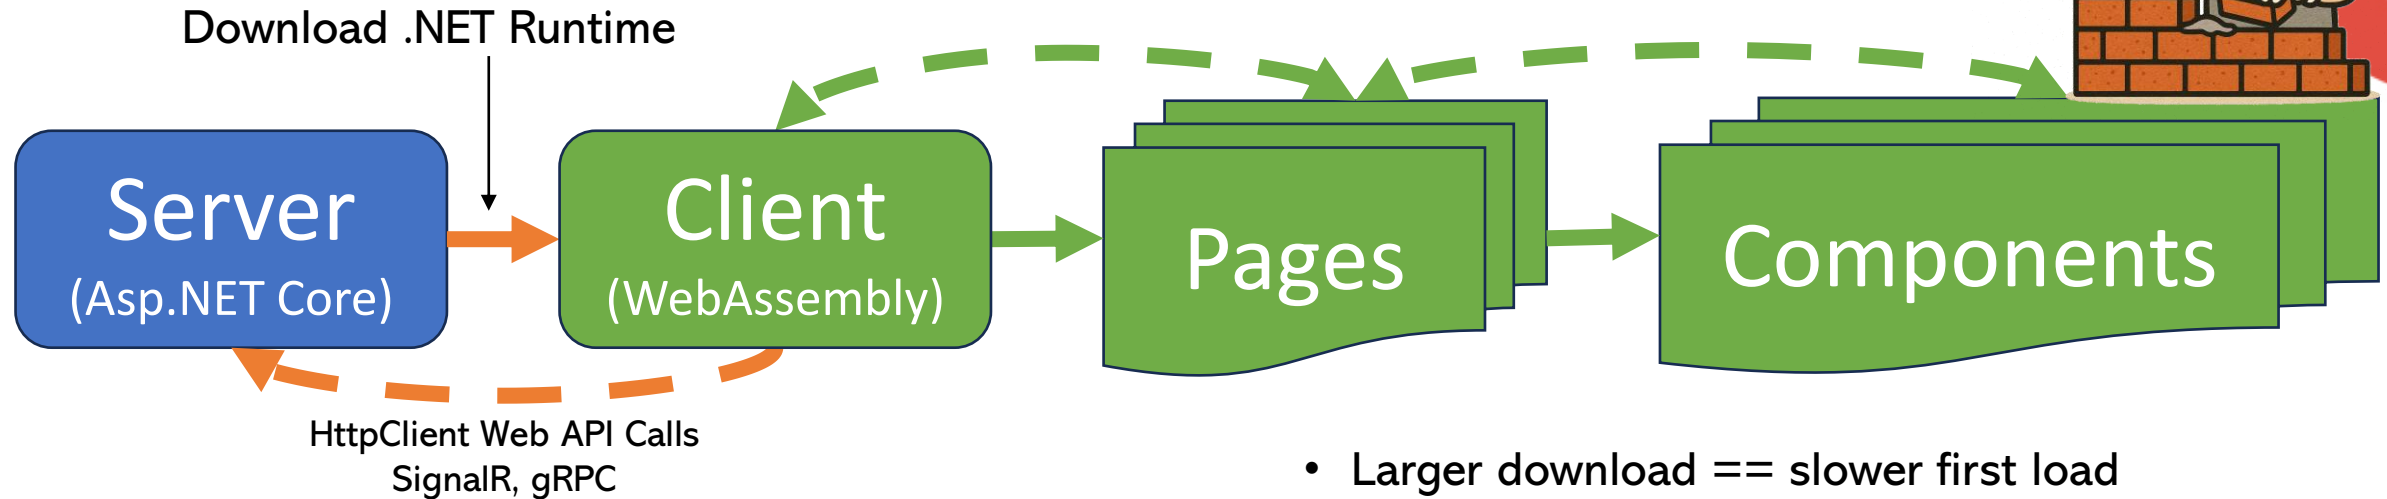 Download .NET Runtime
Server
(Asp.NET Core)
Client
(WebAssembly)
Pages
Components
HttpClient Web API Calls
SignalR, gRPC
• Larger download == slower first load